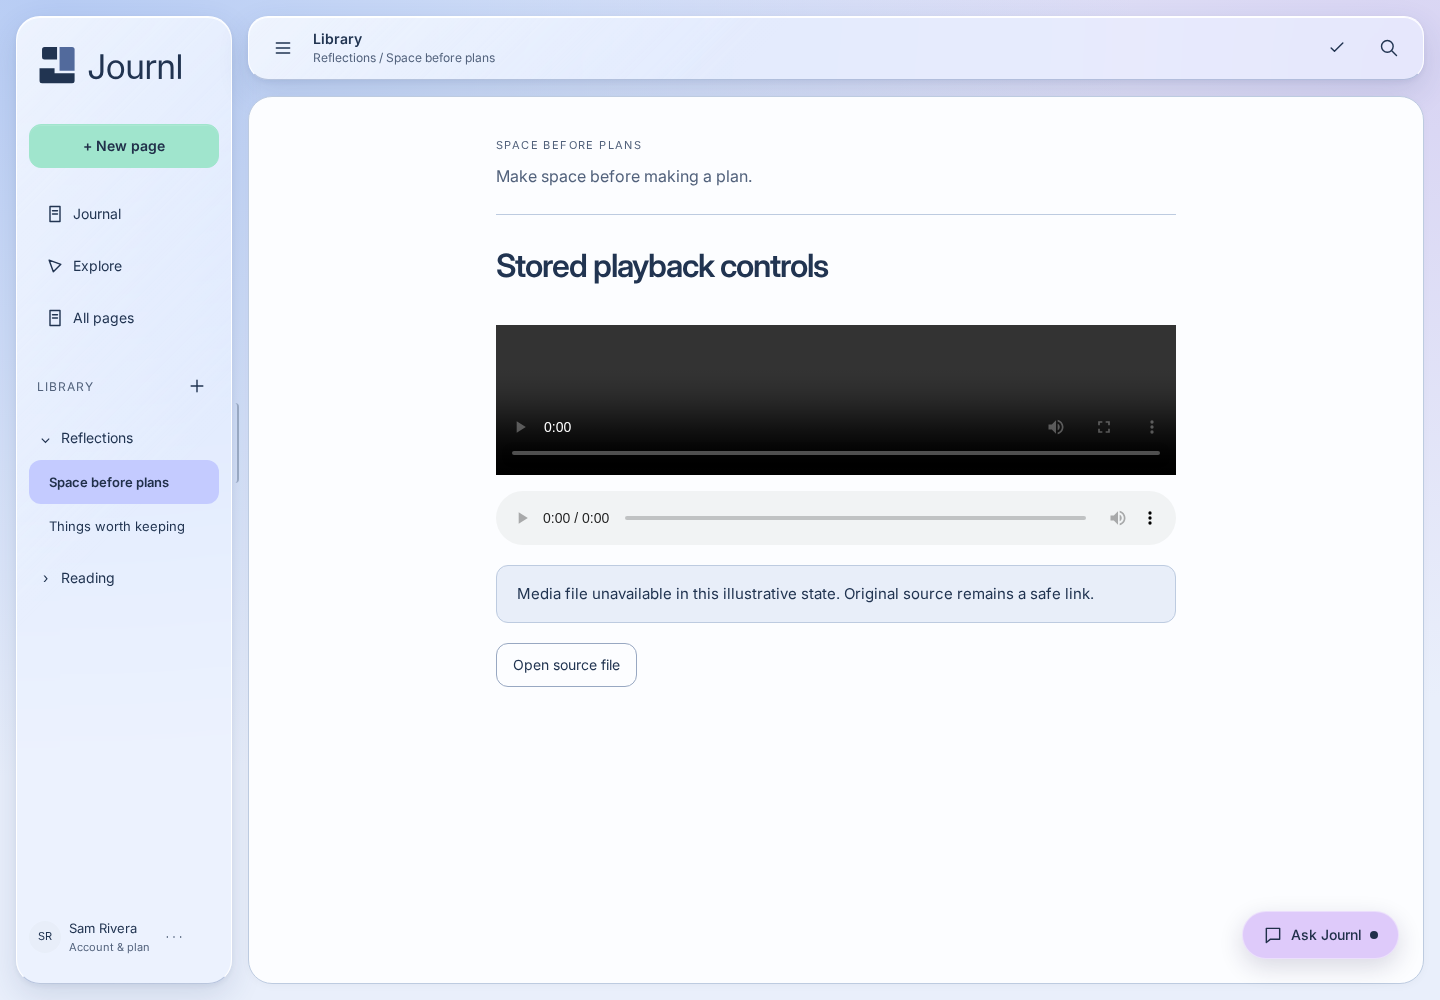 Journl
+ New page
Journal
Explore
All pages
LIBRARY
Reflections
Space before plans
Things worth keeping
Reading
SR
Sam Rivera
Account & plan
Library
Reflections / Space before plans
SPACE BEFORE PLANS
Make space before making a plan.
Stored playback controls
0:00
0:00 / 0:00
Media file unavailable in this illustrative state. Original source remains a safe link.
Open source file
Ask Journl